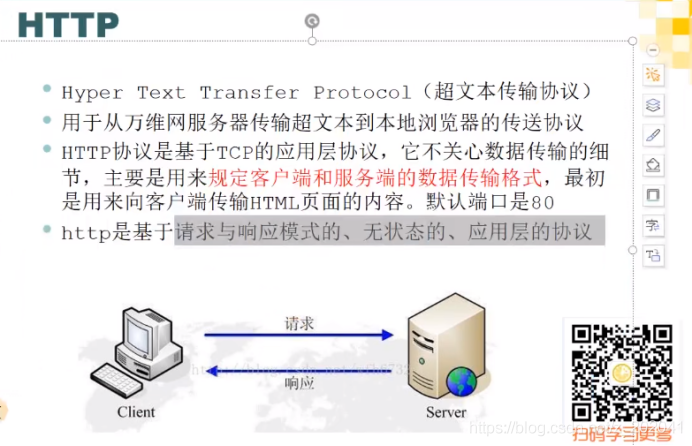 HTTP
Hyper Text Transfer Protocol（超文本传输协议）
用于从万维网服务器传输超文本到本地浏览器的传送协议
HTTP协议是基于TCP的应用层协议，它不关心数据传输的细
节，主要是用来规定客户端和服务端的数据传输格式，最初
是用来向客户端传输HTML页面的内容。默认端口是80
http是基于请求与响应模式的、无状态的、应用层的协议
请求
响应
Client
Server
扫码学习更多